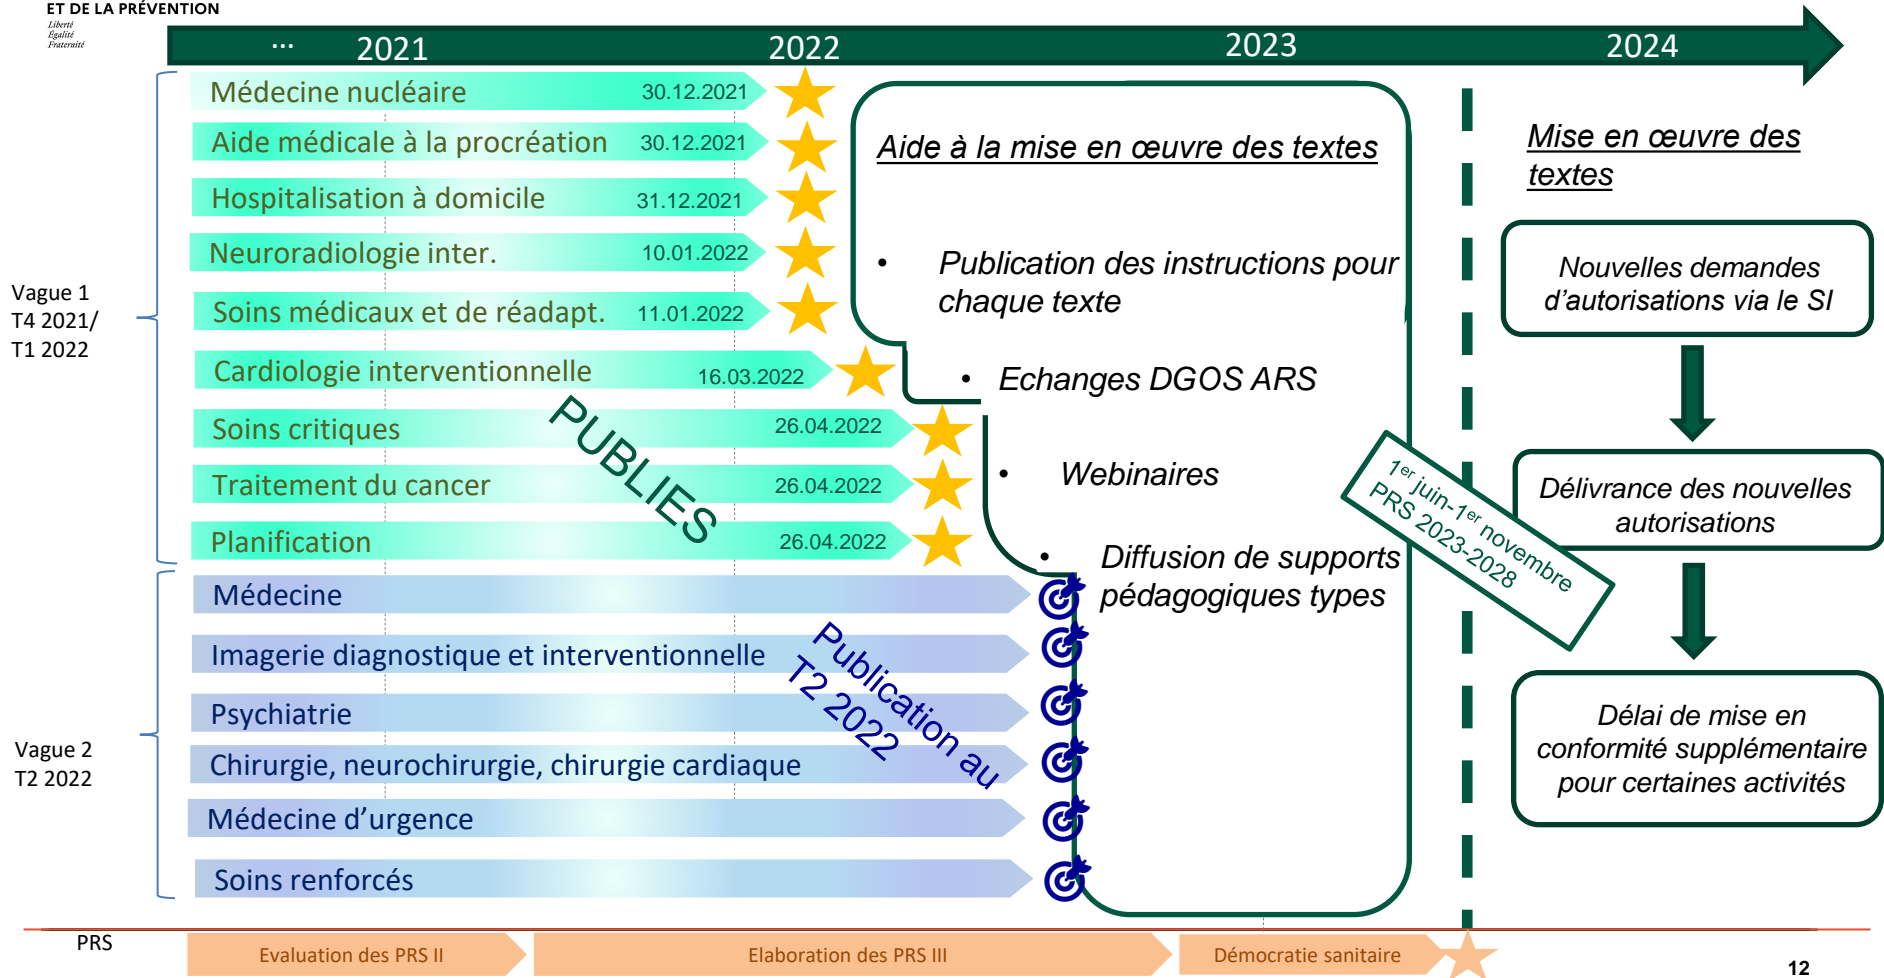 ET DE LA PRÉVENTION
Liberté
Égalité
Fraternité
... 2021 2022 2023 2024
Vague 1
T4 2021/
T1 2022
Médecine nucléaire 30.12.2021
Aide médicale à la procréation 30.12.2021
Hospitalisation à domicile 31.12.2021
Neuroradiologie inter. 10.01.2022
Soins médicaux et de réadapt. 11.01.2022
Cardiologie interventionnelle 16.03.2022
Soins critiques 26.04.2022
Traitement du cancer 26.04.2022
Planification 26.04.2022
PUBLIES
Vague 2
T2 2022
Médecine
Imagerie diagnostique et interventionnelle
Psychiatrie
Chirurgie, neurochirurgie, chirurgie cardiaque
Médecine d’urgence
Soins renforcés
Publication au
T2 2022
Aide à la mise en œuvre des textes
• Publication des instructions pour
chaque texte
• Echanges DGOS ARS
• Webinaires
• Diffusion de supports
pédagogiques types
1er juin-1er novembre
PRS 2023-2028
Mise en œuvre des
textes
Nouvelles demandes
d’autorisations via le SI
Délivrance des nouvelles
autorisations
Délai de mise en
conformité supplémentaire
pour certaines activités
PRS
Evaluation des PRS II
Elaboration des PRS III
Démocratie sanitaire
12